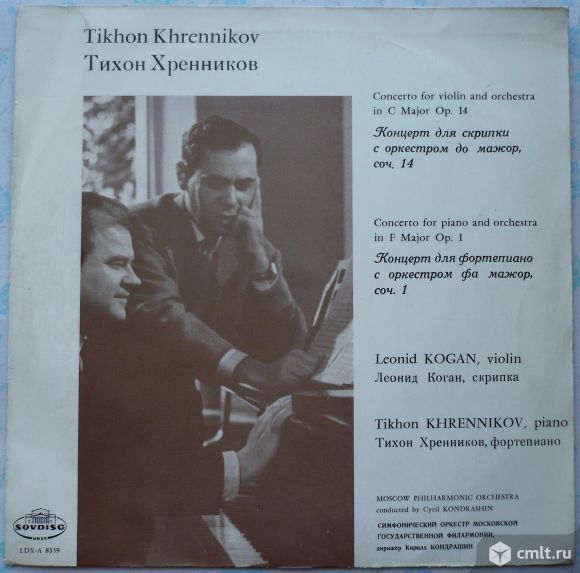 Tikhon Khrennikov
Тихон Хренников
Concerto for violin and orchestra
in C Major Op. 14
Концерт для скрипки
с оркестром до мажор,
соч. 14
Concerto for piano and orchestra
in F Major Op. 1
Концерт для фортепиано
с оркестром фа мажор,
соч. 1
Leonid KOGAN, violin
Леонид Коган, скрипка
Tikhon KHRENNIKOV, piano
Тихон Хренников, фортепиано
MOSCOW PHILHARMONIC ORCHESTRA
conducted by Cyril KONDRASHIN
СИМФОНИЧЕСКИЙ ОРКЕСТР МОСКОВСКОЙ
ГОСУДАРСТВЕННОЙ ФИЛАРМОНИИ,
дирижер Кирилл КОНДРАШИН
SOVDISC
URSS
LDX-A 8359
cmlt.ru